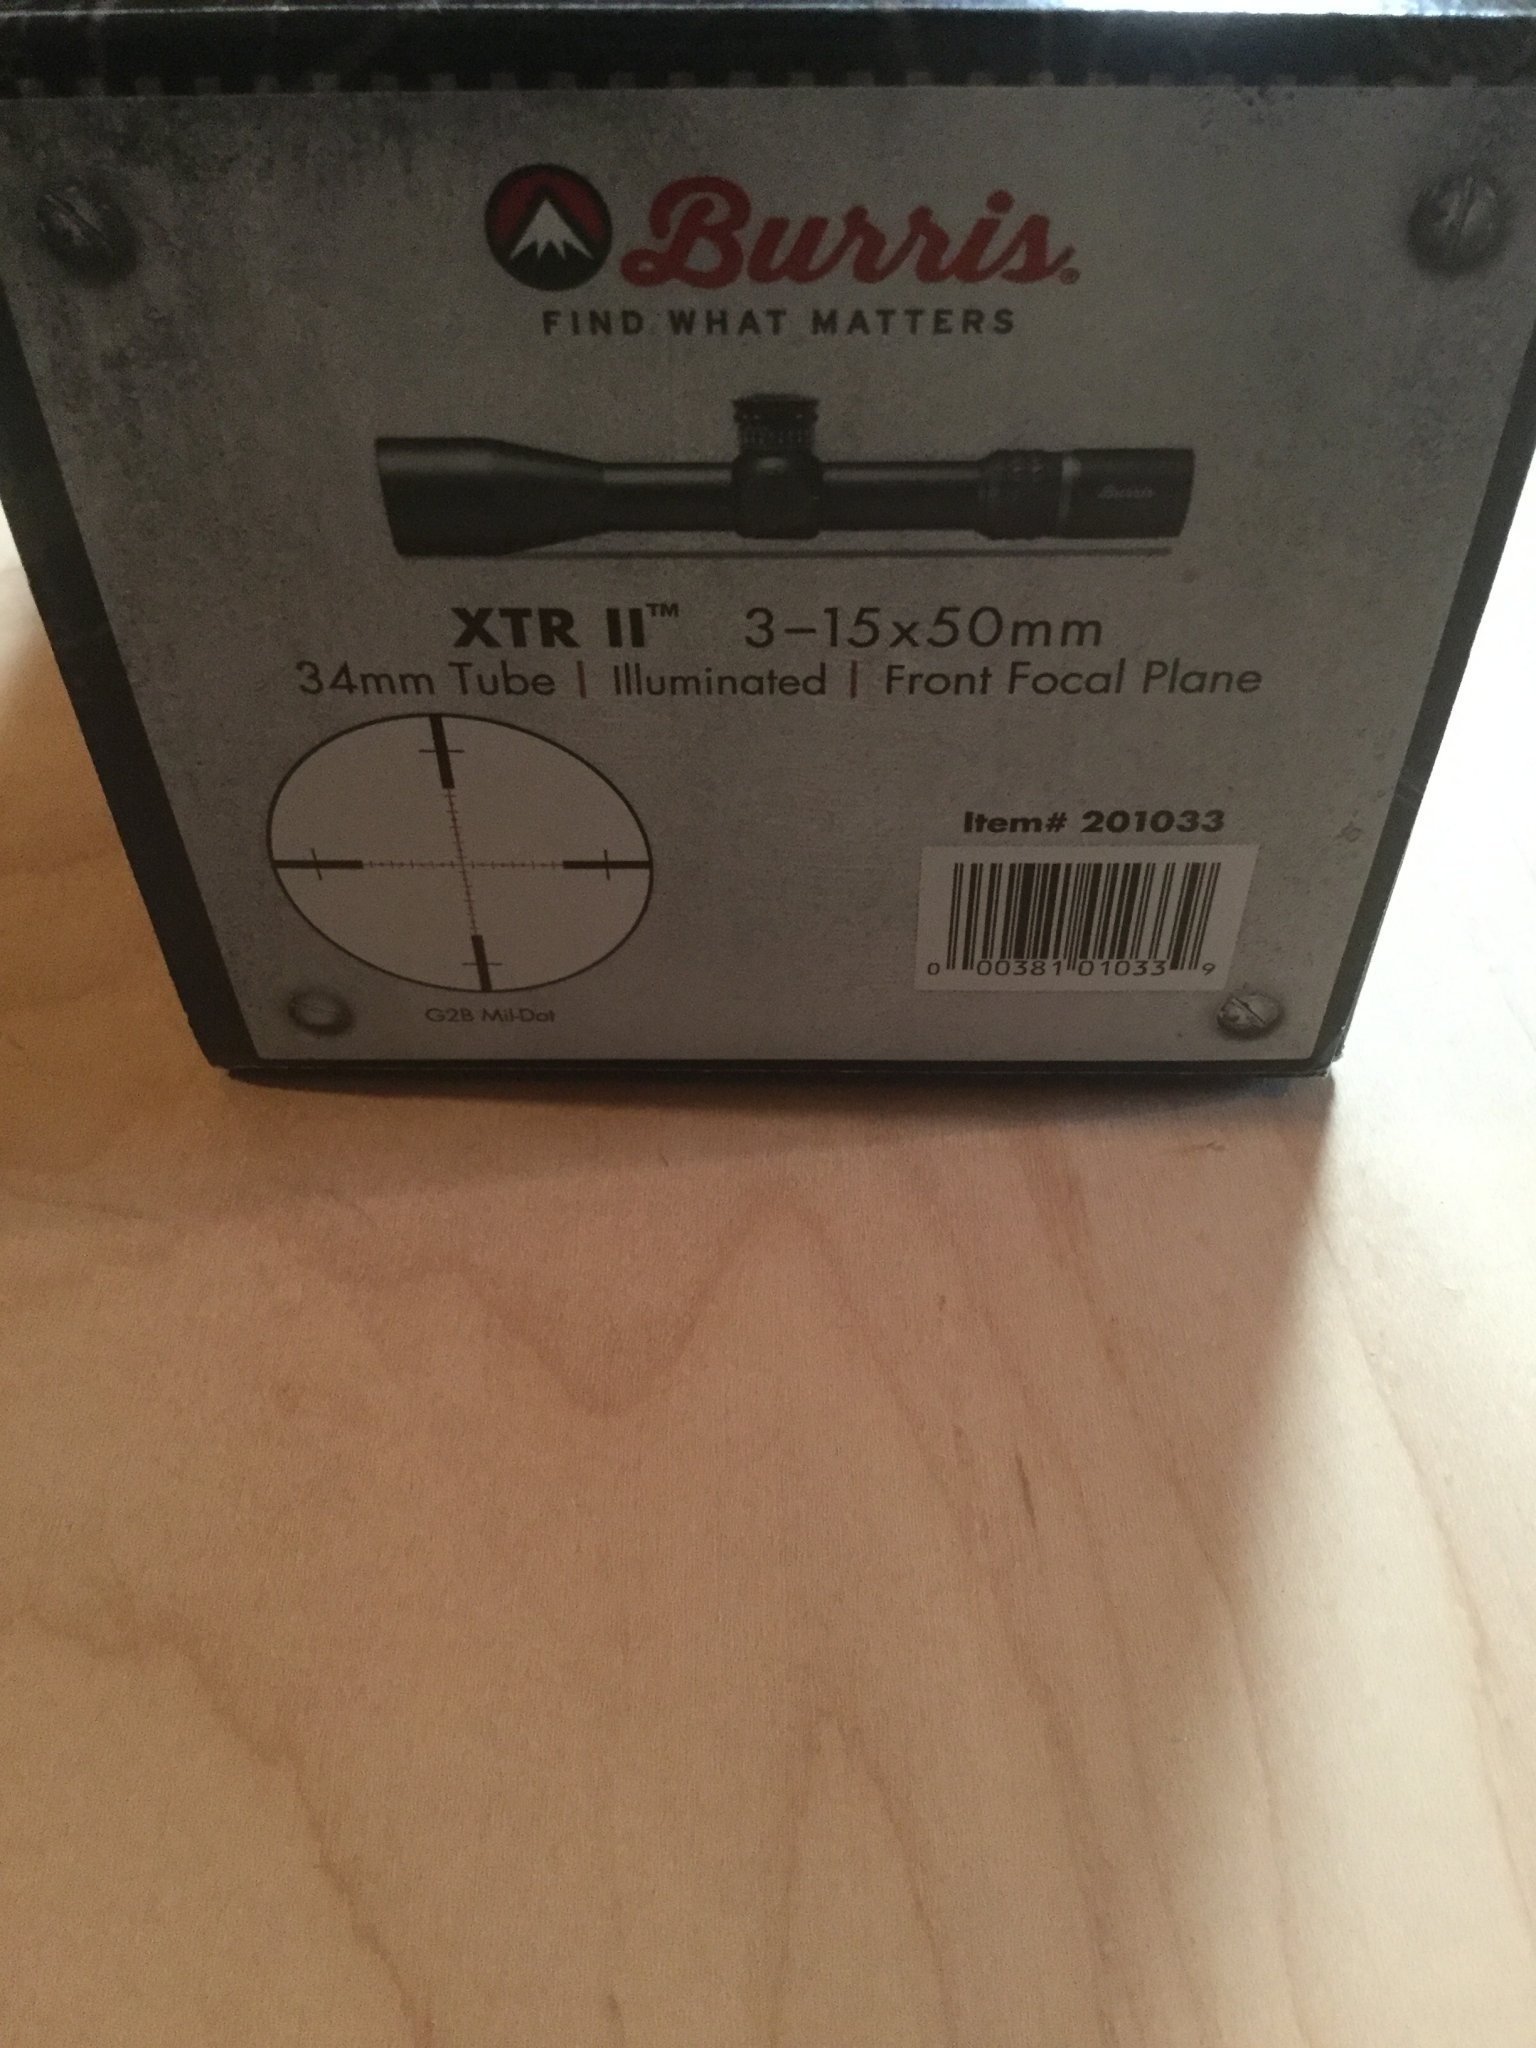 Burris®
FIND WHAT MATTERS
Burris
XTR II™ 3-15x50mm
34mm Tube | Illuminated | Front Focal Plane
Item# 201033
0 00381 01033 9
G2B Mil-Dot